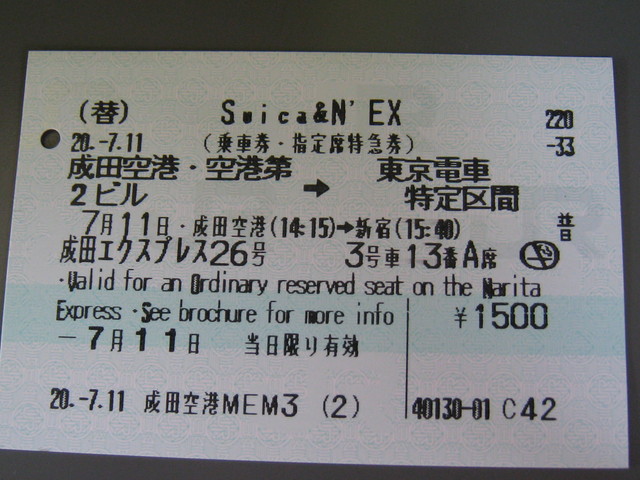 (替) Suica&N'EX 220
20.-7.11 (乗車券・指定席特急券) -33
成田空港・空港第 東京電車
2ビル → 特定区間
7月11日・成田空港(14:15)→新宿(15:40) 普
成田エクスプレス26号 3号車13番A席
・Valid for an Ordinary reserved seat on the Narita
Express・See brochure for more info ¥1500
-7月11日 当日限り有効
20.-7.11 成田空港MEM3 (2) 40130-01 C42